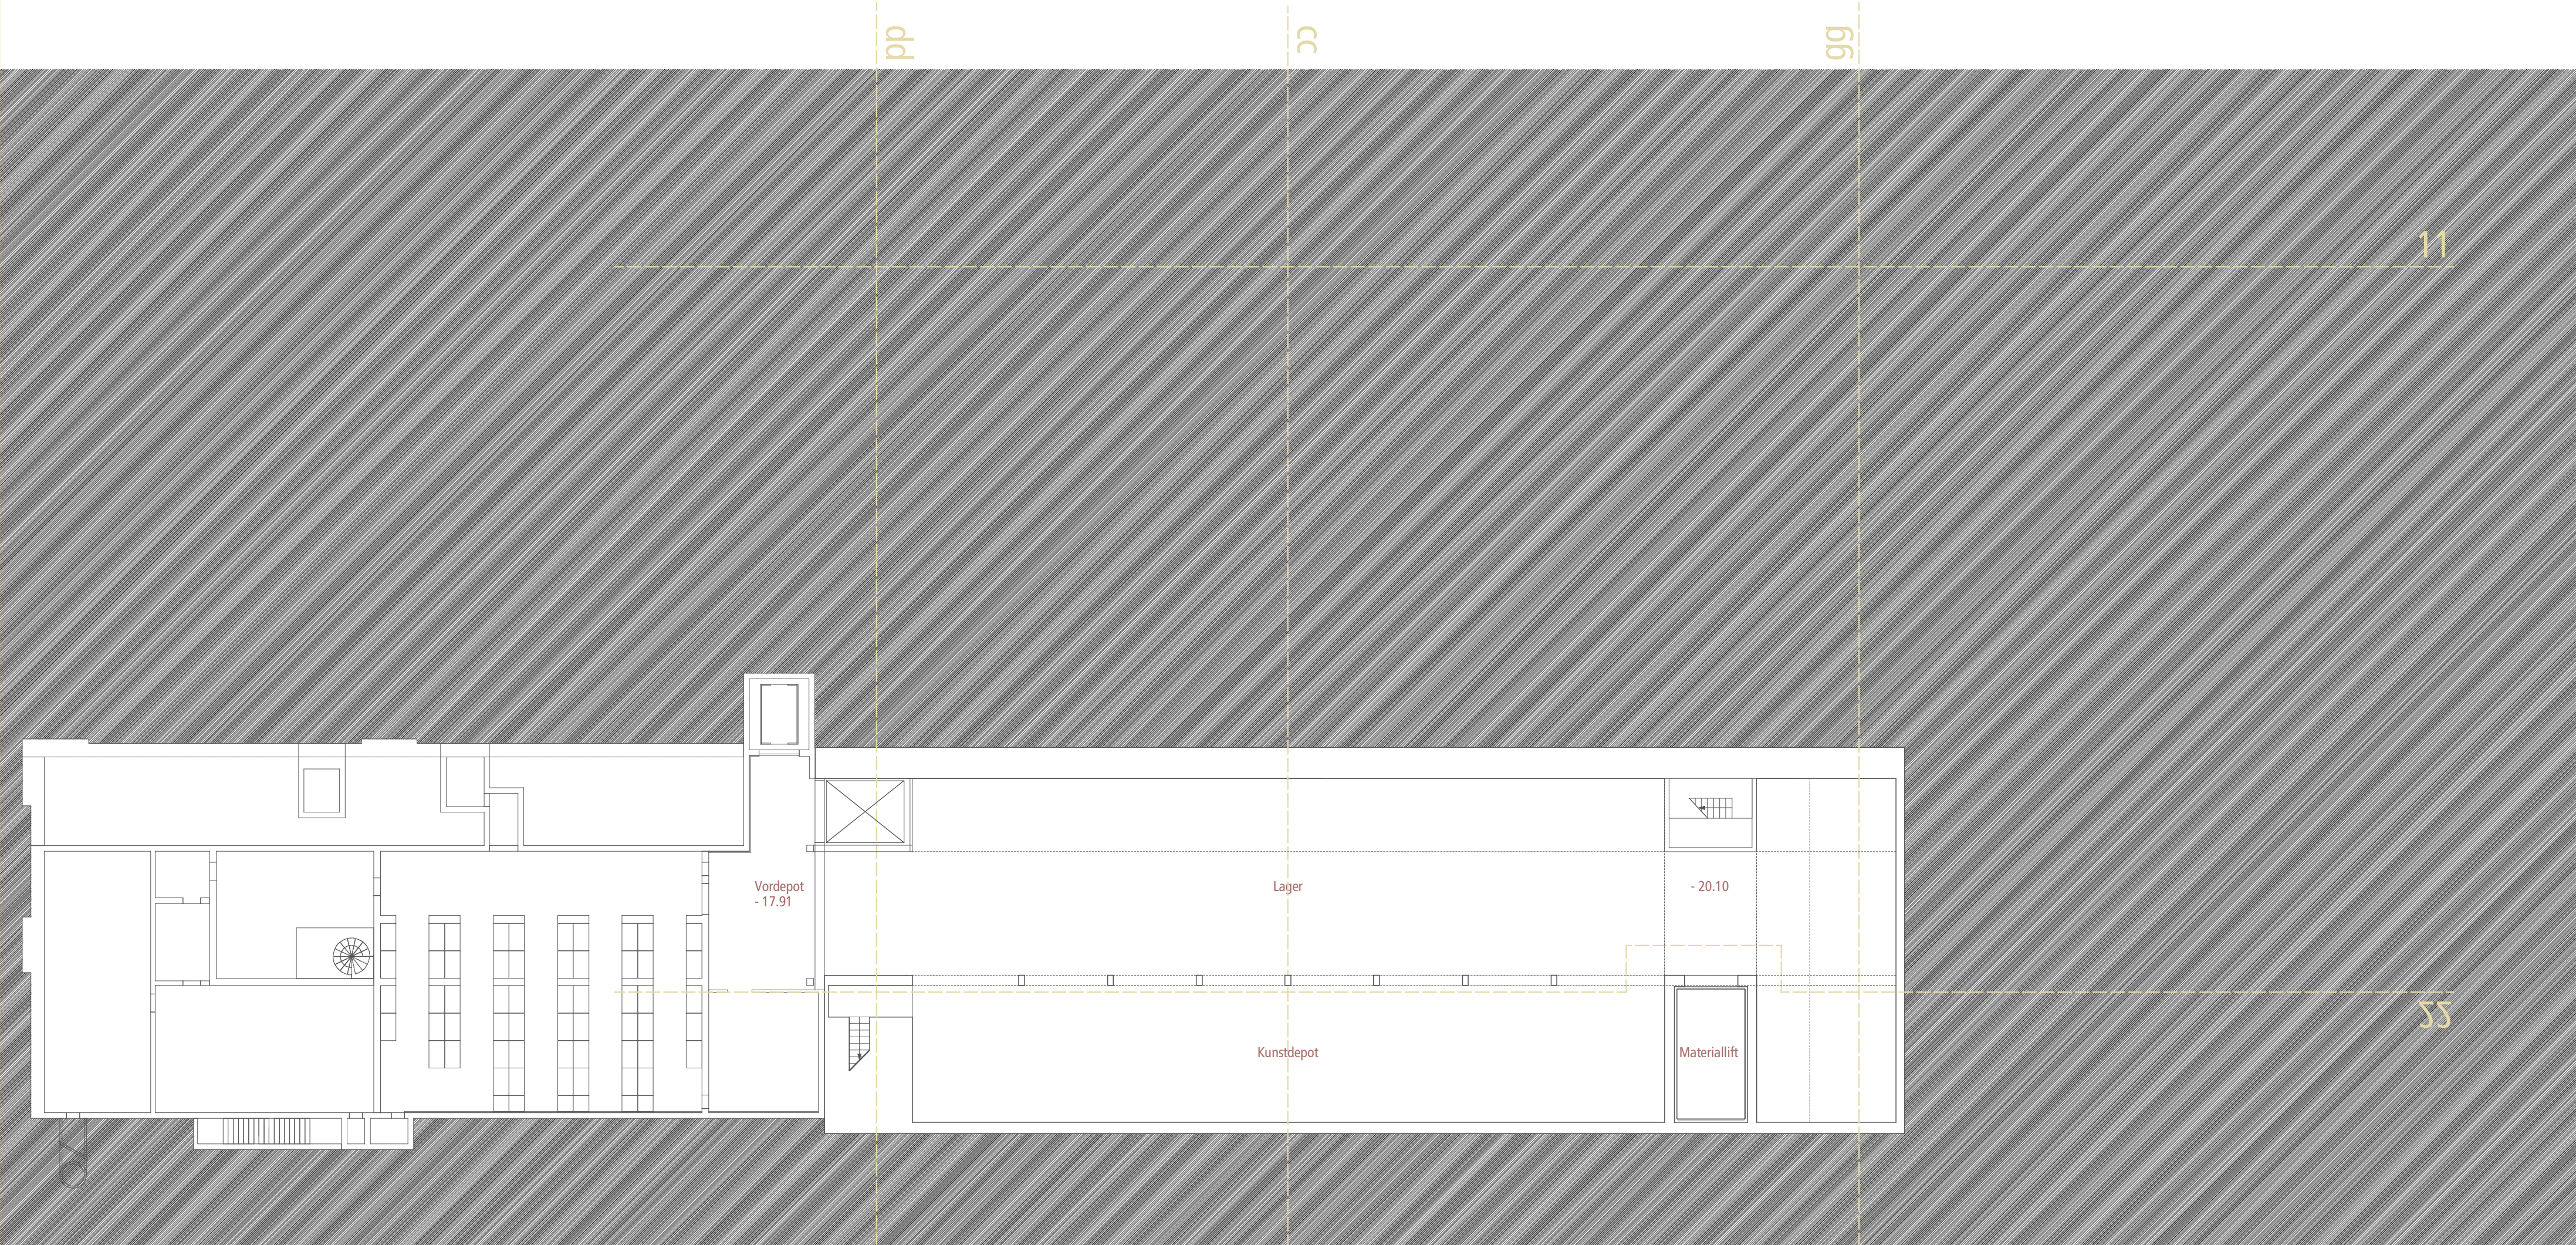 dd
cc
gg
11
Vordepot
- 17.91
Lager
- 20.10
22
Kunstdepot
Materiallift